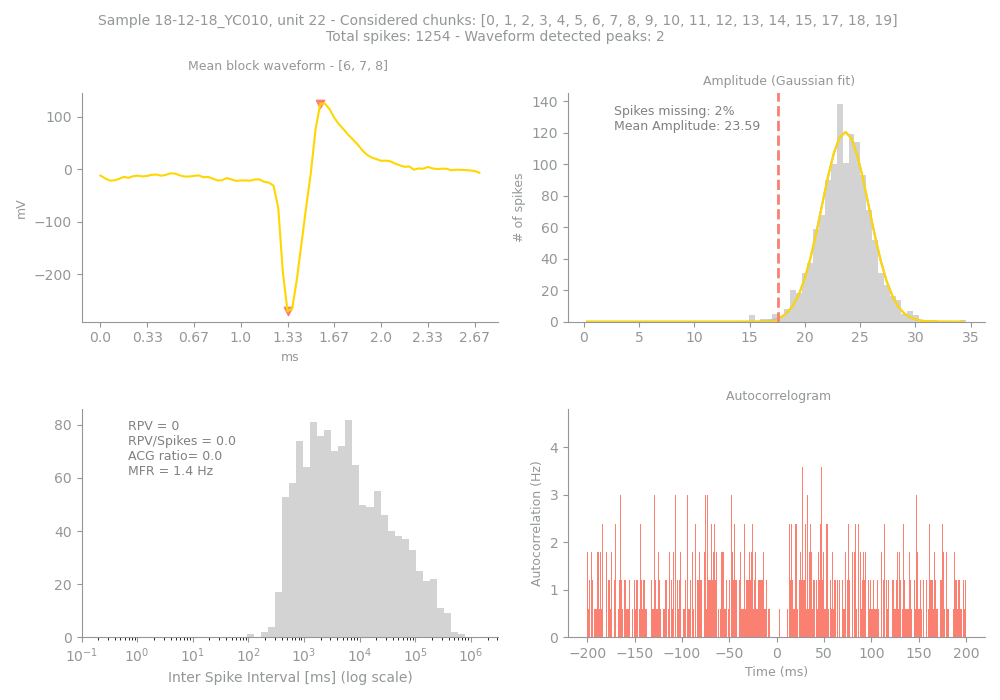 Sample 18-12-18_YC010, unit 22 - Considered chunks: [0, 1, 2, 3, 4, 5, 6, 7, 8, 9, 10, 11, 12, 13, 14, 15, 17, 18, 19]
Total spikes: 1254 - Waveform detected peaks: 2
Mean block waveform - [6, 7, 8]
100
0
−100
−200
mV
0.0 0.33 0.67 1.0 1.33 1.67 2.0 2.33 2.67
ms
Amplitude (Gaussian fit)
Spikes missing: 2%
Mean Amplitude: 23.59
140
120
100
80
60
40
20
0
# of spikes
0 5 10 15 20 25 30 35
RPV = 0
RPV/Spikes = 0.0
ACG ratio= 0.0
MFR = 1.4 Hz
80
60
40
20
0
10⁻¹ 10⁰ 10¹ 10² 10³ 10⁴ 10⁵ 10⁶
Inter Spike Interval [ms] (log scale)
Autocorrelogram
4
3
2
1
0
Autocorrelation (Hz)
−200 −150 −100 −50 0 50 100 150 200
Time (ms)